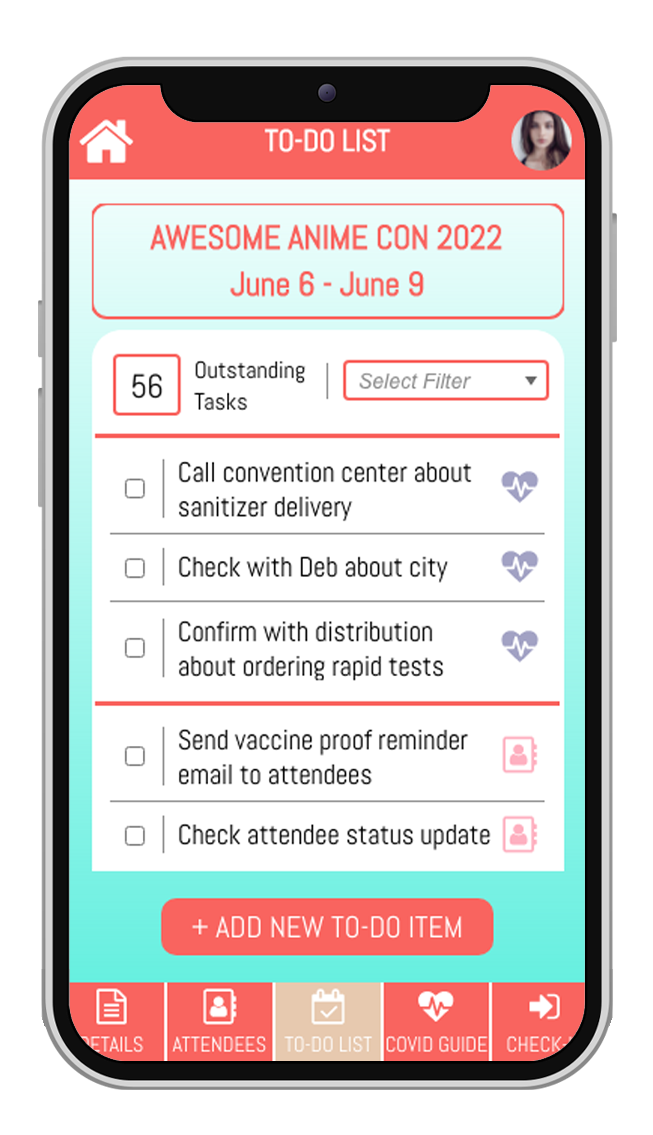 TO-DO LIST
AWESOME ANIME CON 2022
June 6 - June 9
56
Outstanding
Tasks
Select Filter
Call convention center about
sanitizer delivery
Check with Deb about city
Confirm with distribution
about ordering rapid tests
Send vaccine proof reminder
email to attendees
Check attendee status update
+ ADD NEW TO-DO ITEM
ETAILS
ATTENDEES
TO-DO LIST
COVID GUIDE
CHECK-